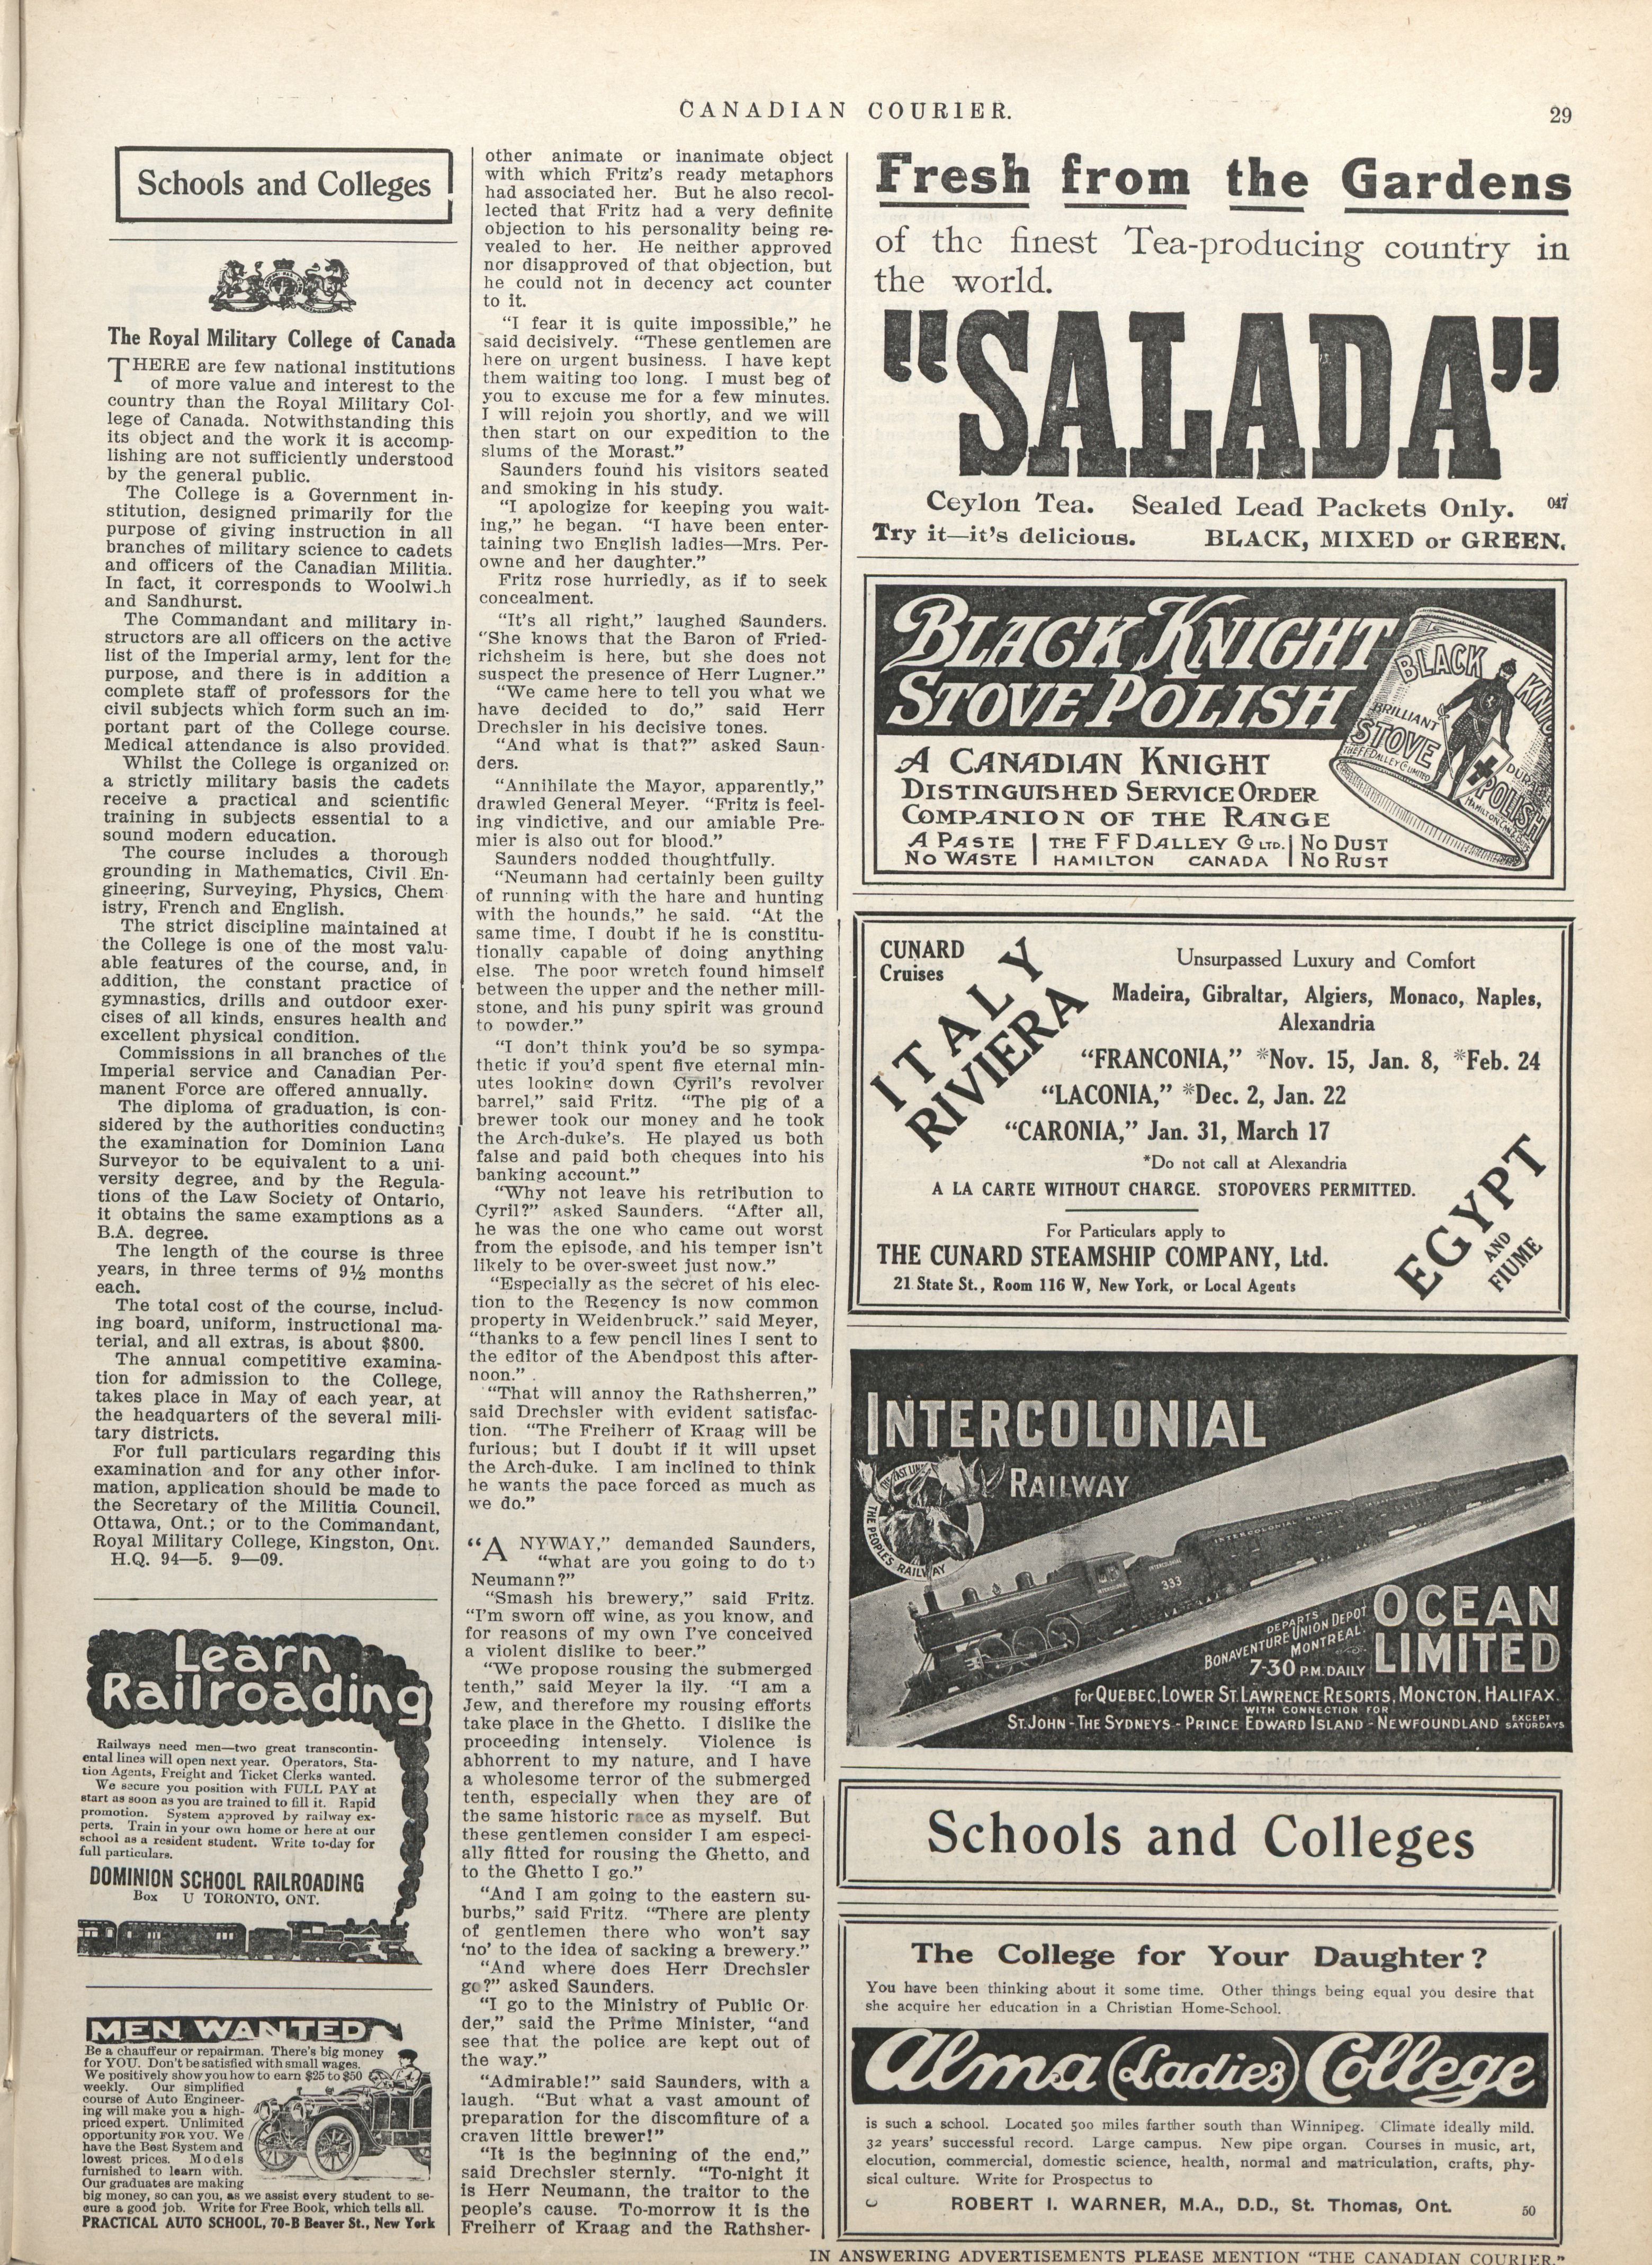 CANADIAN COURIER.
29
Schools and Colleges
The Royal Military College of Canada
THERE are few national institutions
of more value and interest to the
country than the Royal Military Col-
lege of Canada. Notwithstanding this
its object and the work it is accomp-
lishing are not sufficiently understood
by the general public.
The College is a Government in-
stitution, designed primarily for the
purpose of giving instruction in all
branches of military science to cadets
and officers of the Canadian Militia.
In fact, it corresponds to Woolwich
and Sandhurst.
The Commandant and military in-
structors are all officers on the active
list of the Imperial army, lent for the
purpose, and there is in addition a
complete staff of professors for the
civil subjects which form such an im-
portant part of the College course.
Medical attendance is also provided.
Whilst the College is organized on
a strictly military basis the cadets
receive a practical and scientific
training in subjects essential to a
sound modern education.
The course includes a thorough
grounding in Mathematics, Civil En-
gineering, Surveying, Physics, Chem
istry, French and English.
The strict discipline maintained at
the College is one of the most valu-
able features of the course, and, in
addition, the constant practice of
gymnastics, drills and outdoor exer-
cises of all kinds, ensures health and
excellent physical condition.
Commissions in all branches of the
Imperial service and Canadian Per-
manent Force are offered annually.
The diploma of graduation, is con-
sidered by the authorities conducting
the examination for Dominion Land
Surveyor to be equivalent to a uni-
versity degree, and by the Regula-
tions of the Law Society of Ontario,
it obtains the same examptions as a
B.A. degree.
The length of the course is three
years, in three terms of 9½ months
each.
The total cost of the course, includ-
ing board, uniform, instructional ma-
terial, and all extras, is about $800.
The annual competitive examina-
tion for admission to the College,
takes place in May of each year, at
the headquarters of the several mili-
tary districts.
For full particulars regarding this
examination and for any other infor-
mation, application should be made to
the Secretary of the Militia Council,
Ottawa, Ont.; or to the Commandant,
Royal Military College, Kingston, Ont.
H.Q. 94—5. 9—09.
Learn
Railroading
Railways need men—two great transcontin-
ental lines will open next year. Operators, Sta-
tion Agents, Freight and Ticket Clerks wanted.
We secure you position with FULL PAY at
start as soon as you are trained to fill it. Rapid
promotion. System approved by railway ex-
perts. Train in your own home or here at our
school as a resident student. Write to-day for
full particulars.
DOMINION SCHOOL RAILROADING
Box U TORONTO, ONT.
MEN WANTED
Be a chauffeur or repairman. There's big money
for YOU. Don't be satisfied with small wages.
We positively show you how to earn $25 to $50
weekly. Our simplified
course of Auto Engineer-
ing will make you a high-
priced expert. Unlimited
opportunity FOR YOU. We
have the Best System and
lowest prices. Models
furnished to learn with.
Our graduates are making
big money, so can you, as we assist every student to se-
cure a good job. Write for Free Book, which tells all.
PRACTICAL AUTO SCHOOL, 70-B Beaver St., New York
other animate or inanimate object
with which Fritz's ready metaphors
had associated her. But he also recol-
lected that Fritz had a very definite
objection to his personality being re-
vealed to her. He neither approved
nor disapproved of that objection, but
he could not in decency act counter
to it.
"I fear it is quite impossible," he
said decisively. "These gentlemen are
here on urgent business. I have kept
them waiting too long. I must beg of
you to excuse me for a few minutes.
I will rejoin you shortly, and we will
then start on our expedition to the
slums of the Morast."
Saunders found his visitors seated
and smoking in his study.
"I apologize for keeping you wait-
ing," he began. "I have been enter-
taining two English ladies—Mrs. Per-
owne and her daughter."
Fritz rose hurriedly, as if to seek
concealment.
"It's all right," laughed Saunders.
"She knows that the Baron of Fried-
richsheim is here, but she does not
suspect the presence of Herr Lugner."
"We came here to tell you what we
have decided to do," said Herr
Drechsler in his decisive tones.
"And what is that?" asked Saun-
ders.
"Annihilate the Mayor, apparently,"
drawled General Meyer. "Fritz is feel-
ing vindictive, and our amiable Pre-
mier is also out for blood."
Saunders nodded thoughtfully.
"Neumann had certainly been guilty
of running with the hare and hunting
with the hounds," he said. "At the
same time, I doubt if he is constitu-
tionally capable of doing anything
else. The poor wretch found himself
between the upper and the nether mill-
stone, and his puny spirit was ground
to powder."
"I don't think you'd be so sympa-
thetic if you'd spent five eternal min-
utes looking down Cyril's revolver
barrel," said Fritz. "The pig of a
brewer took our money and he took
the Arch-duke's. He played us both
false and paid both cheques into his
banking account."
"Why not leave his retribution to
Cyril?" asked Saunders. "After all,
he was the one who came out worst
from the episode, and his temper isn't
likely to be over-sweet just now."
"Especially as the secret of his elec-
tion to the Regency is now common
property in Weidenbruck." said Meyer,
"thanks to a few pencil lines I sent to
the editor of the Abendpost this after-
noon."
"That will annoy the Rathsherren,"
said Drechsler with evident satisfac-
tion. "The Freiherr of Kraag will be
furious; but I doubt if it will upset
the Arch-duke. I am inclined to think
he wants the pace forced as much as
we do."
"ANYWAY," demanded Saunders,
"what are you going to do to
Neumann?"
"Smash his brewery," said Fritz.
"I'm sworn off wine, as you know, and
for reasons of my own I've conceived
a violent dislike to beer."
"We propose rousing the submerged
tenth," said Meyer la ily. "I am a
Jew, and therefore my rousing efforts
take place in the Ghetto. I dislike the
proceeding intensely. Violence is
abhorrent to my nature, and I have
a wholesome terror of the submerged
tenth, especially when they are of
the same historic race as myself. But
these gentlemen consider I am especi-
ally fitted for rousing the Ghetto, and
to the Ghetto I go."
"And I am going to the eastern su-
burbs," said Fritz. "There are plenty
of gentlemen there who won't say
'no' to the idea of sacking a brewery."
"And where does Herr Drechsler
go?" asked Saunders.
"I go to the Ministry of Public Or-
der," said the Prime Minister, "and
see that the police are kept out of
the way."
"Admirable!" said Saunders, with a
laugh. "But what a vast amount of
preparation for the discomfiture of a
craven little brewer!"
"It is the beginning of the end,"
said Drechsler sternly. "To-night it
is Herr Neumann, the traitor to the
people's cause. To-morrow it is the
Freiherr of Kraag and the Rathsher-
Fresh from the Gardens
of the finest Tea-producing country in
the world.
"SALADA"
Ceylon Tea. Sealed Lead Packets Only. 047
Try it—it's delicious. BLACK, MIXED or GREEN.
BLACK KNIGHT
STOVE POLISH
A CANADIAN KNIGHT
DISTINGUISHED SERVICE ORDER
COMPANION OF THE RANGE
A PASTE | THE F F DALLEY Co LTD. | NO DUST
NO WASTE | HAMILTON CANADA | NO RUST
BLACK
KNIG
BRILLIANT
STOVE
THE F.F. DALLEY Co LIMITED
DURA
POLISH
HAMILTON CAN.&
CUNARD
Cruises
ITALY
RIVIERA
Unsurpassed Luxury and Comfort
Madeira, Gibraltar, Algiers, Monaco, Naples,
Alexandria
"FRANCONIA," *Nov. 15, Jan. 8, *Feb. 24
"LACONIA," *Dec. 2, Jan. 22
"CARONIA," Jan. 31, March 17
*Do not call at Alexandria
A LA CARTE WITHOUT CHARGE. STOPOVERS PERMITTED.
For Particulars apply to
THE CUNARD STEAMSHIP COMPANY, Ltd.
21 State St., Room 116 W, New York, or Local Agents
EGYPT
AND
FIUME
INTERCOLONIAL
RAILWAY
THE FAST LINE
THE PEOPLES RAILWAY
INTERCOLONIAL RAILWAY
INTERCOLONIAL
333
DEPARTS
BONAVENTURE UNION DEPOT
MONTREAL
7-30 P.M. DAILY
OCEAN
LIMITED
for QUEBEC, LOWER ST. LAWRENCE RESORTS, MONCTON, HALIFAX.
WITH CONNECTION FOR
ST. JOHN - THE SYDNEYS - PRINCE EDWARD ISLAND - NEWFOUNDLAND EXCEPT SATURDAYS
Schools and Colleges
The College for Your Daughter?
You have been thinking about it some time. Other things being equal you desire that
she acquire her education in a Christian Home-School.
Alma (Ladies) College
is such a school. Located 500 miles farther south than Winnipeg. Climate ideally mild.
32 years' successful record. Large campus. New pipe organ. Courses in music, art,
elocution, commercial, domestic science, health, normal and matriculation, crafts, phy-
sical culture. Write for Prospectus to
ROBERT I. WARNER, M.A., D.D., St. Thomas, Ont. 50
IN ANSWERING ADVERTISEMENTS PLEASE MENTION "THE CANADIAN COURIER."